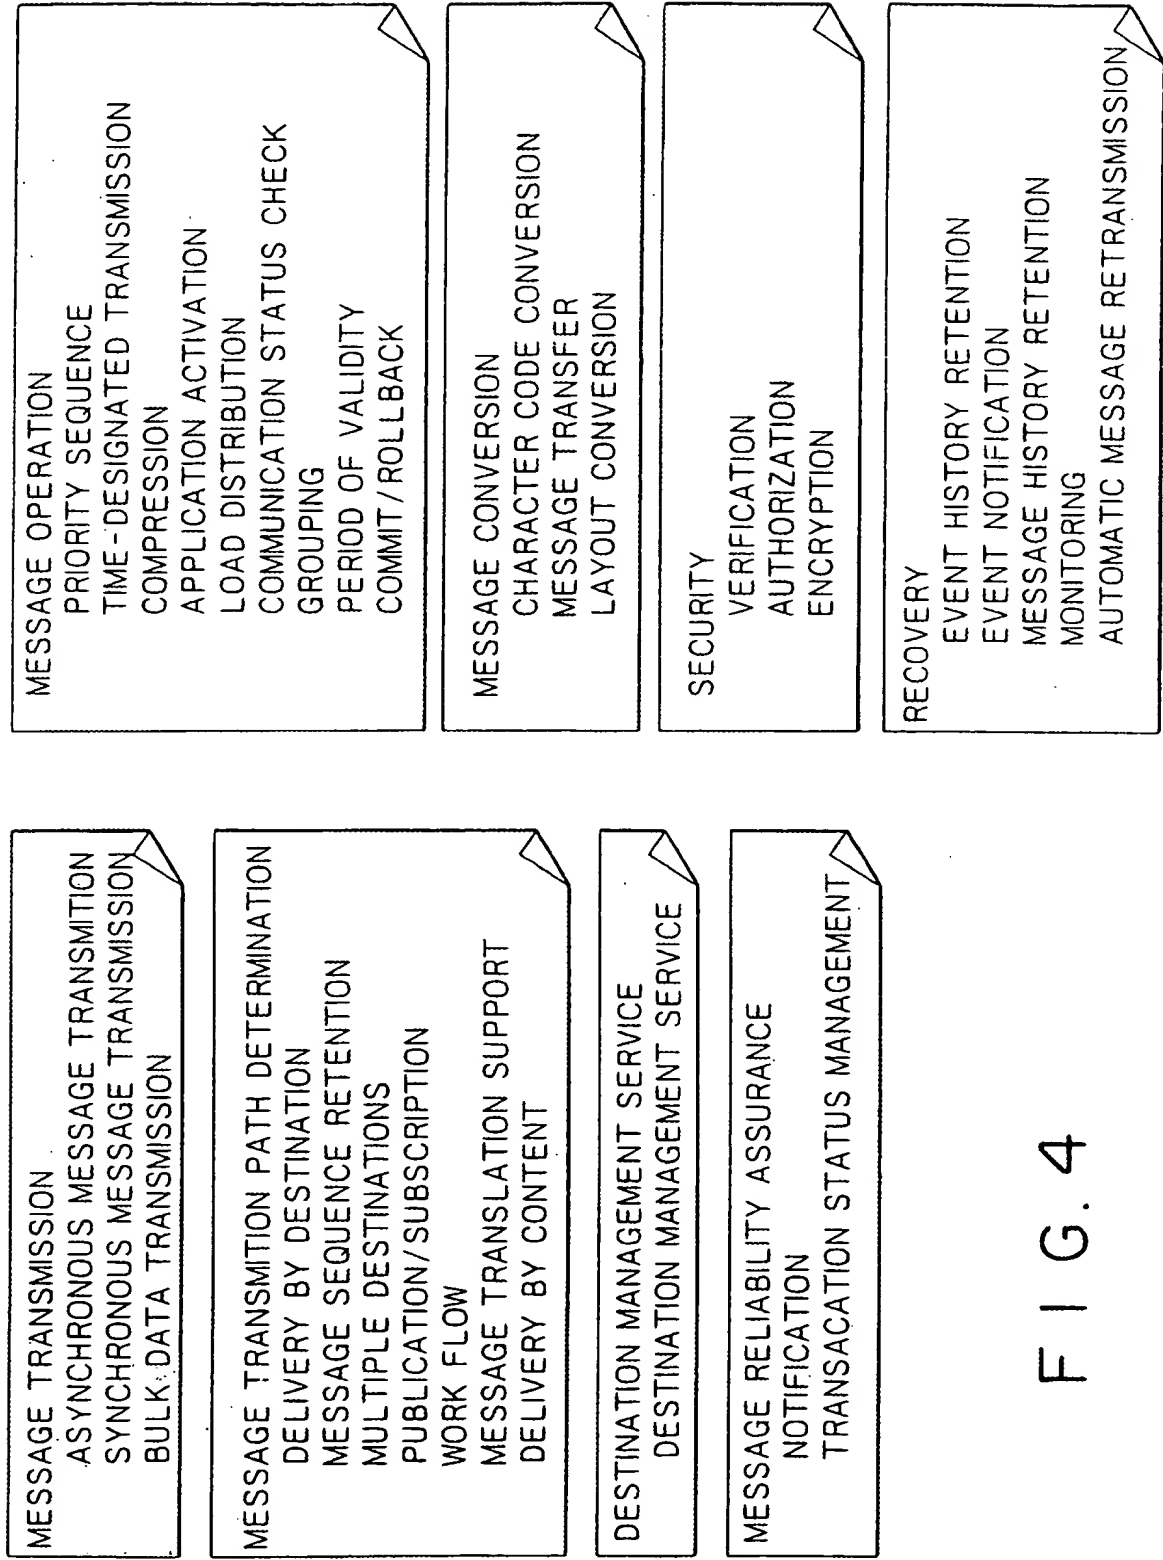 MESSAGE TRANSMISSION
ASYNCHRONOUS MESSAGE TRANSMITION
SYNCHRONOUS MESSAGE TRANSMISSION
BULK DATA TRANSMISSION
MESSAGE TRANSMITION PATH DETERMINATION
DELIVERY BY DESTINATION
MESSAGE SEQUENCE RETENTION
MULTIPLE DESTINATIONS
PUBLICATION/SUBSCRIPTION
WORK FLOW
MESSAGE TRANSLATION SUPPORT
DELIVERY BY CONTENT
DESTINATION MANAGEMENT SERVICE
DESTINATION MANAGEMENT SERVICE
MESSAGE RELIABILITY ASSURANCE
NOTIFICATION
TRANSACATION STATUS MANAGEMENT
MESSAGE OPERATION
PRIORITY SEQUENCE
TIME-DESIGNATED TRANSMISSION
COMPRESSION
APPLICATION ACTIVATION
LOAD DISTRIBUTION
COMMUNICATION STATUS CHECK
GROUPING
PERIOD OF VALIDITY
COMMIT/ROLLBACK
MESSAGE CONVERSION
CHARACTER CODE CONVERSION
MESSAGE TRANSFER
LAYOUT CONVERSION
SECURITY
VERIFICATION
AUTHORIZATION
ENCRYPTION
RECOVERY
EVENT HISTORY RETENTION
EVENT NOTIFICATION
MESSAGE HISTORY RETENTION
MONITORING
AUTOMATIC MESSAGE RETRANSMISSION
FIG.4